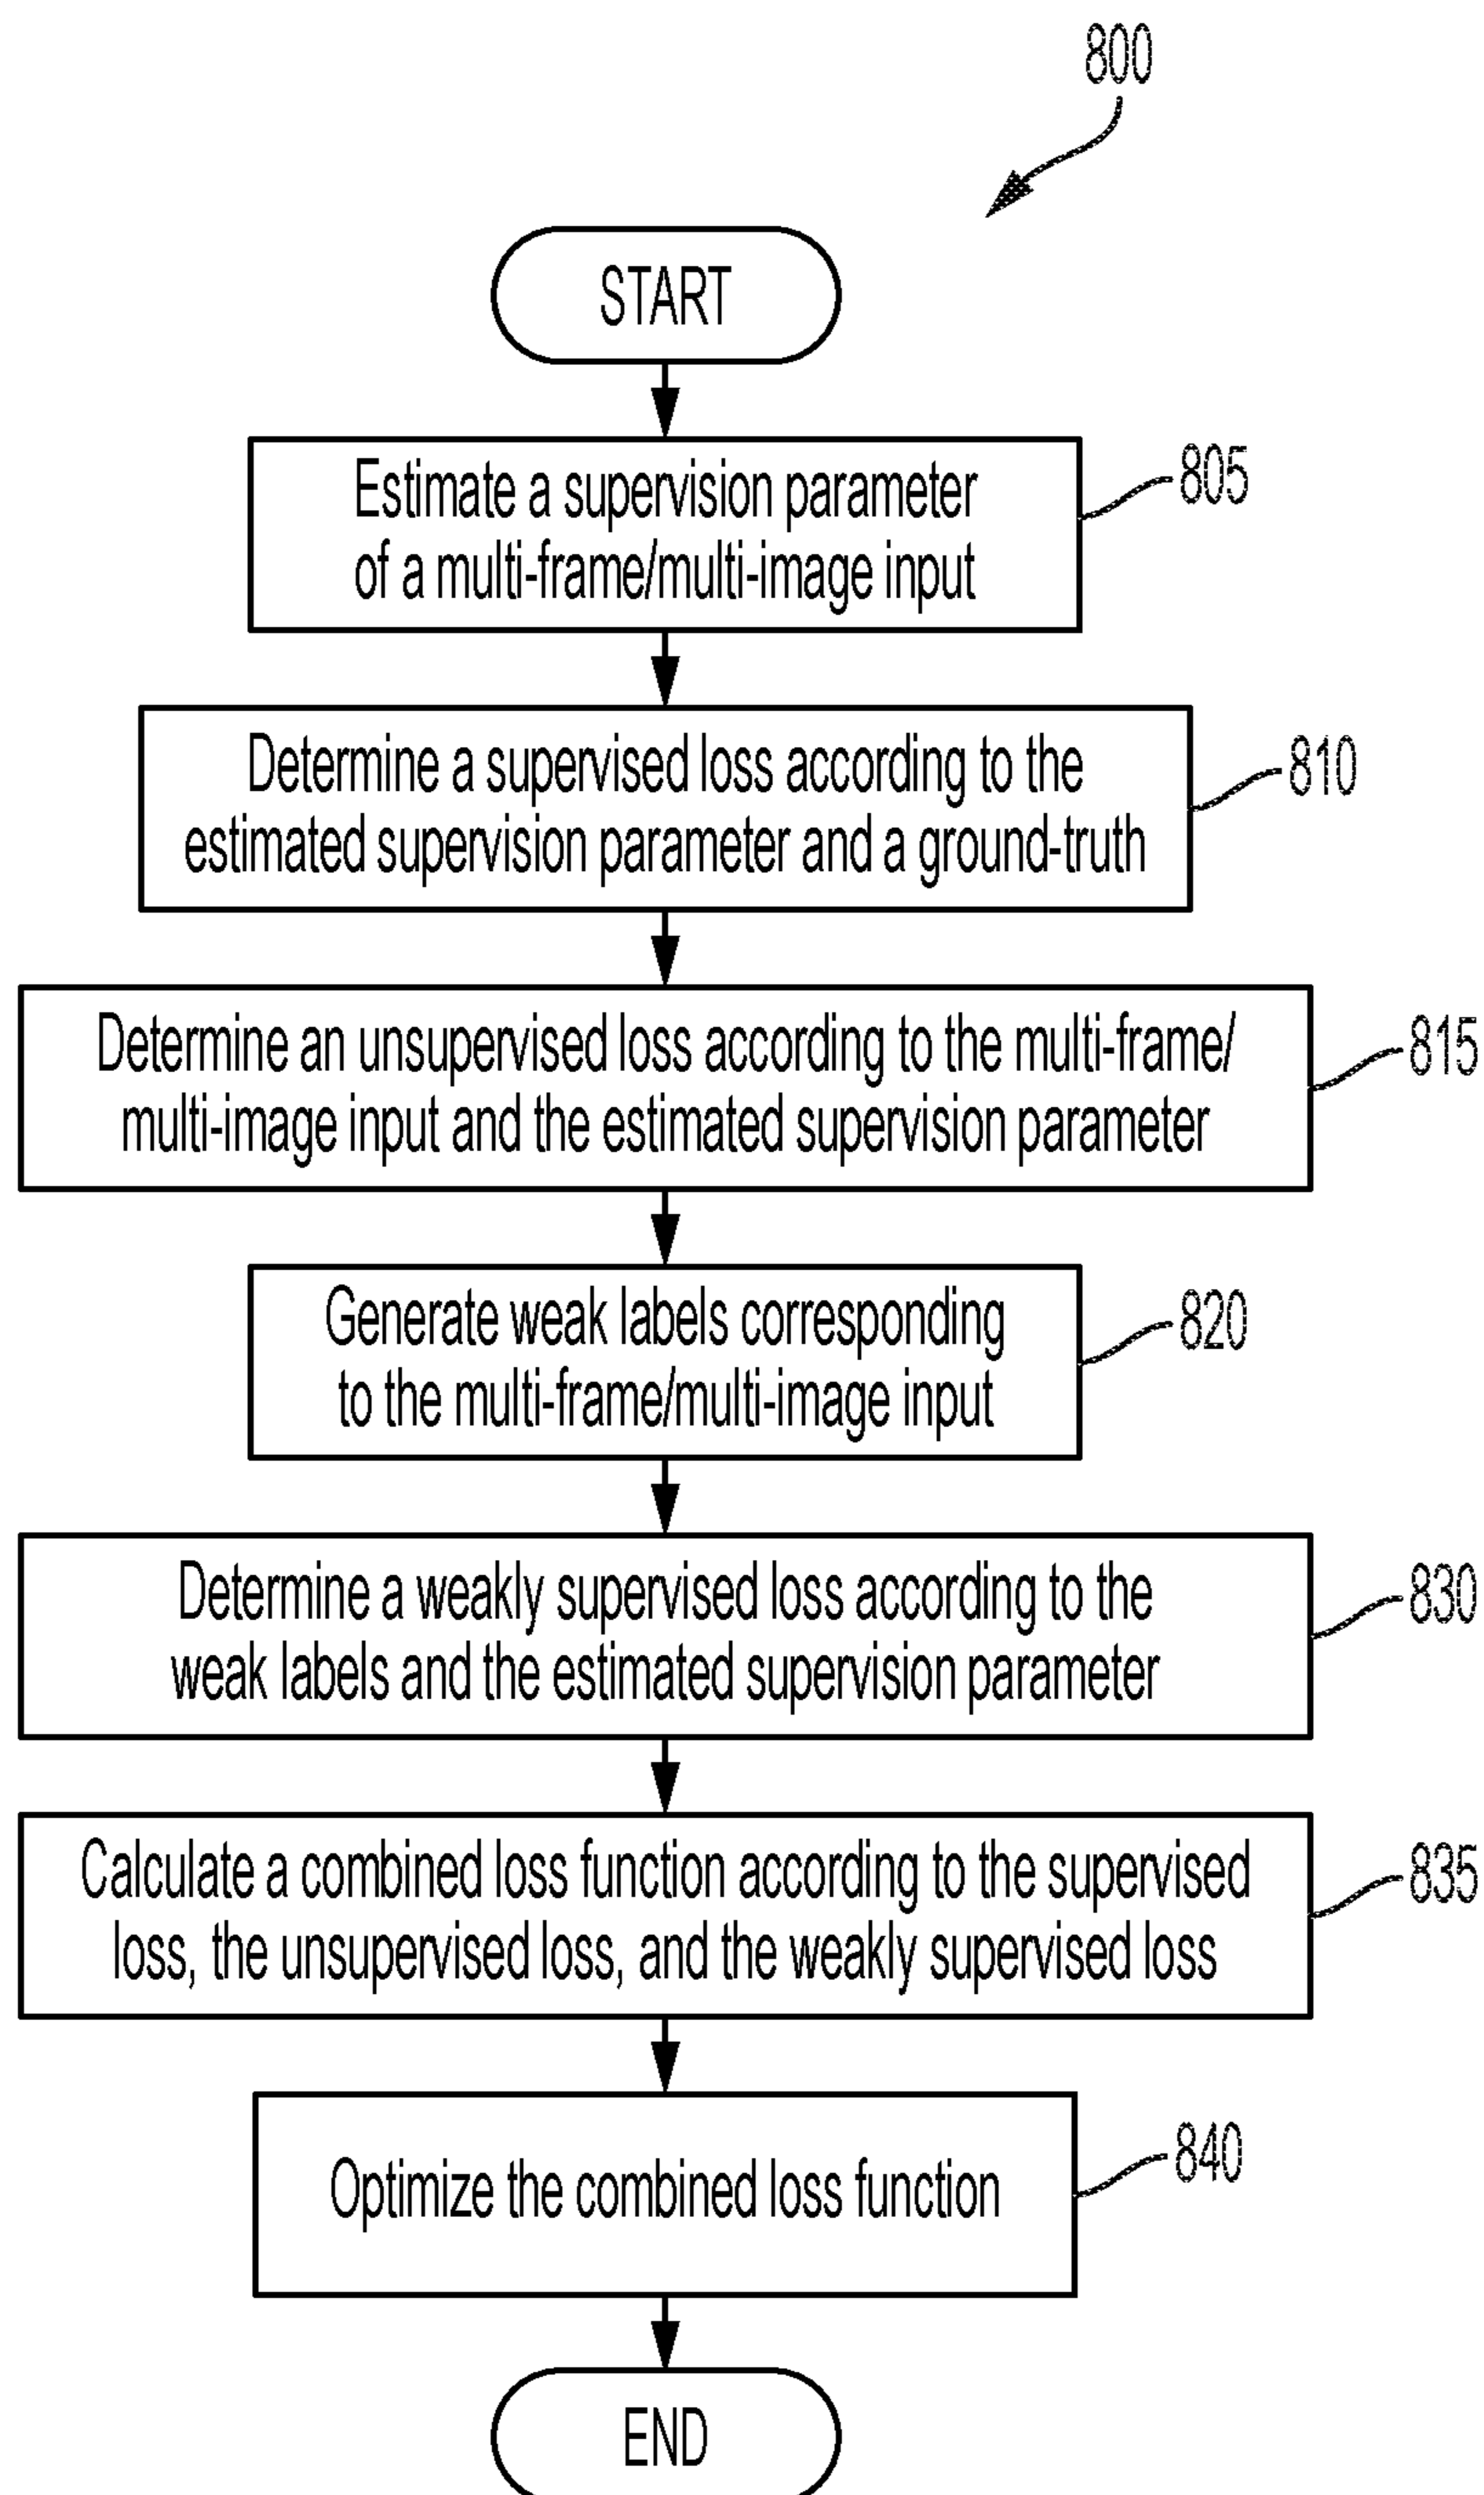 800
START
Estimate a supervision parameter
of a multi-frame/multi-image input
805
Determine a supervised loss according to the
estimated supervision parameter and a ground-truth
810
Determine an unsupervised loss according to the multi-frame/
multi-image input and the estimated supervision parameter
815
Generate weak labels corresponding
to the multi-frame/multi-image input
820
Determine a weakly supervised loss according to the
weak labels and the estimated supervision parameter
830
Calculate a combined loss function according to the supervised
loss, the unsupervised loss, and the weakly supervised loss
835
Optimize the combined loss function
840
END